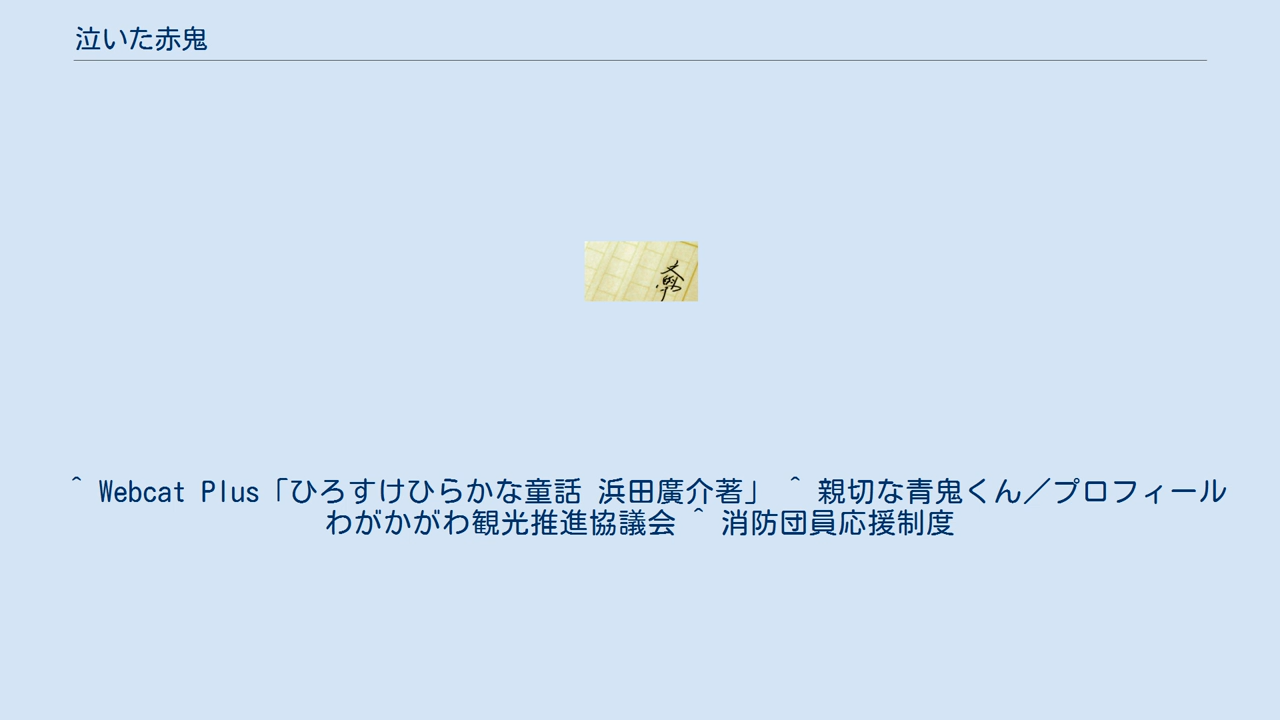 泣いた赤鬼
^ Webcat Plus「ひろすけひらかな童話 浜田廣介著」 ^ 親切な青鬼くん／プロフィール
わがかがわ観光推進協議会 ^ 消防団員応援制度